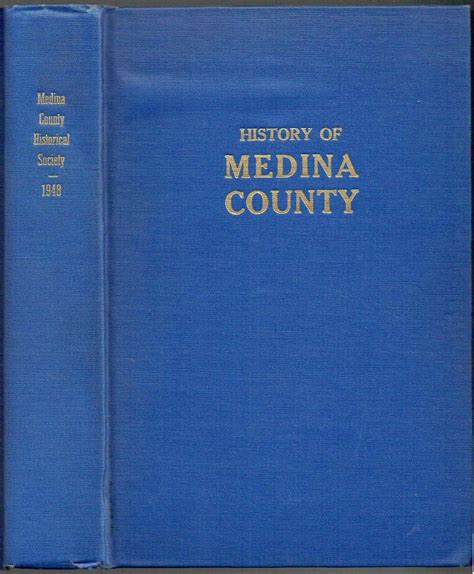 Medina
County
Historical
Society
—
1948
HISTORY OF
MEDINA
COUNTY